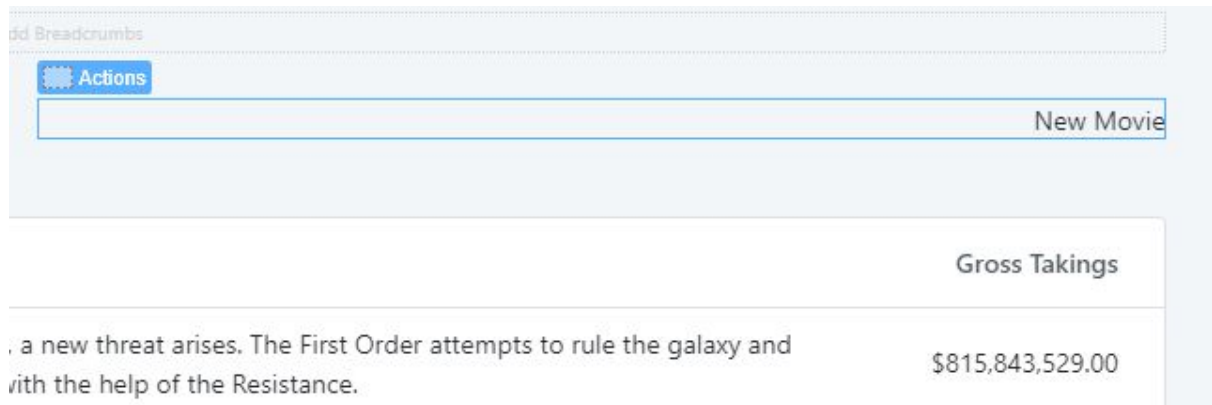 dd Breadcrumbs
Actions
New Movie
Gross Takings
, a new threat arises. The First Order attempts to rule the galaxy and
with the help of the Resistance.
$815,843,529.00